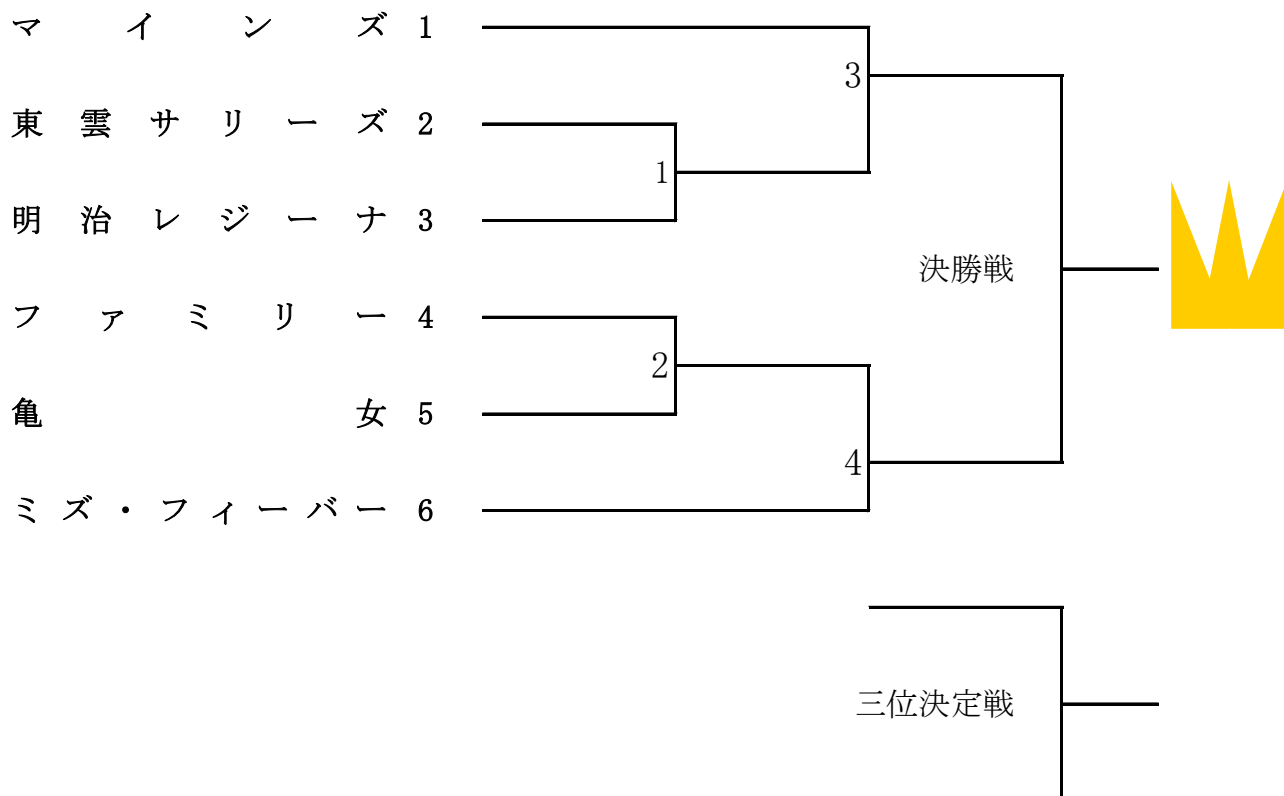 マインズ 1
3
東雲サリーズ 2
1
明治レジーナ 3
決勝戦
ファミリー 4
2
亀女 5
4
ミズ・フィーバー 6
三位決定戦